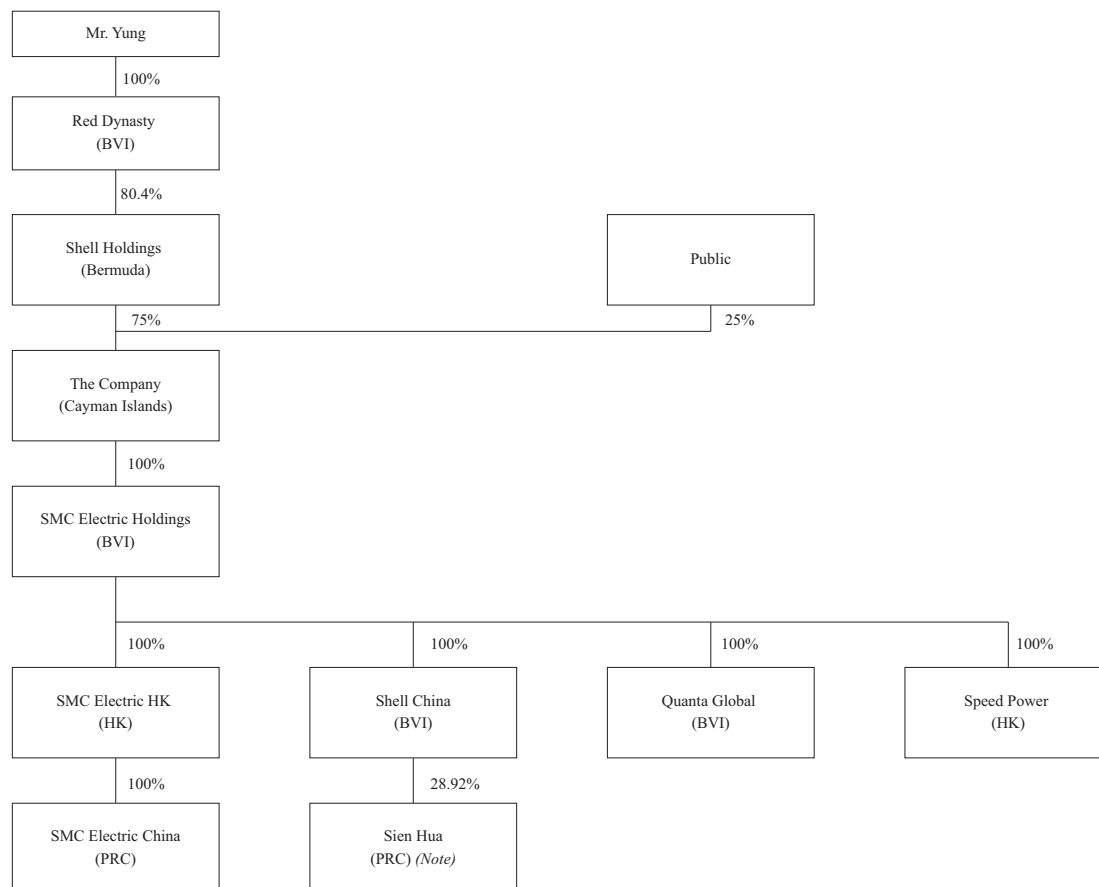 Mr. Yung
100%
Red Dynasty
(BVI)
80.4%
Shell Holdings
(Bermuda)
Public
75%
25%
The Company
(Cayman Islands)
100%
SMC Electric Holdings
(BVI)
100%
100%
100%
100%
SMC Electric HK
(HK)
Shell China
(BVI)
Quanta Global
(BVI)
Speed Power
(HK)
100%
28.92%
SMC Electric China
(PRC)
Sien Hua
(PRC) (Note)